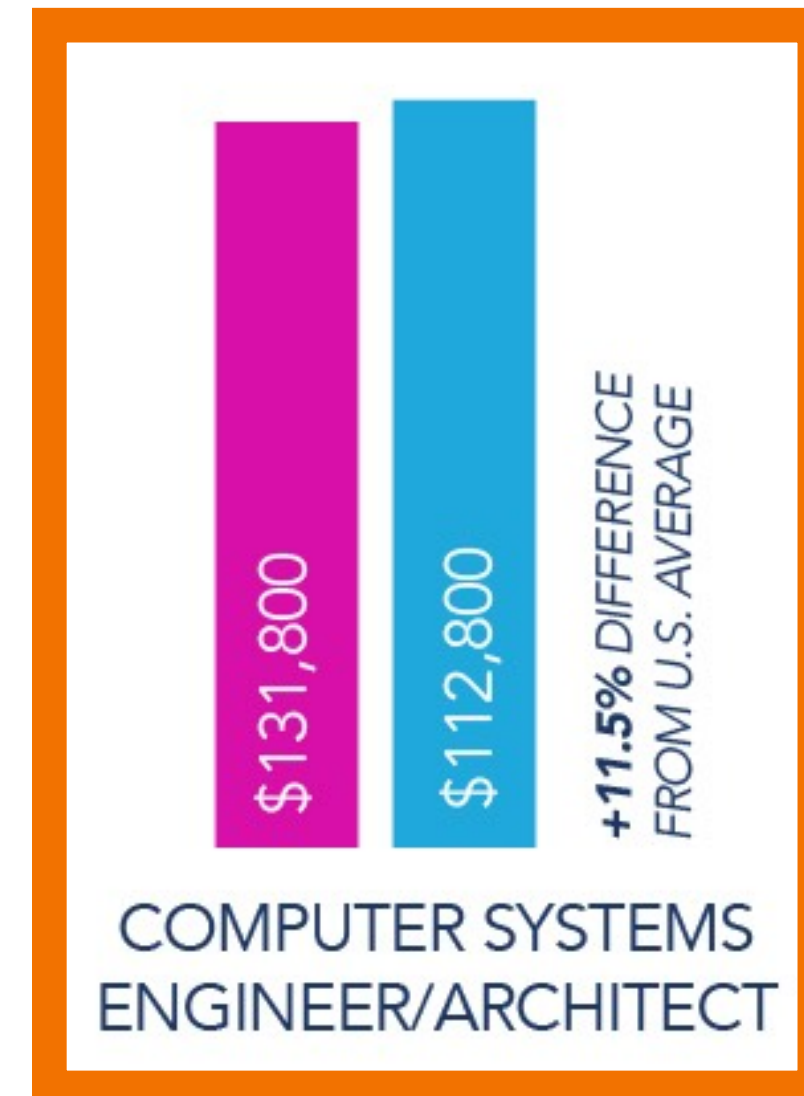 $131,800
$112,800
+11.5% DIFFERENCE
FROM U.S. AVERAGE
COMPUTER SYSTEMS
ENGINEER/ARCHITECT